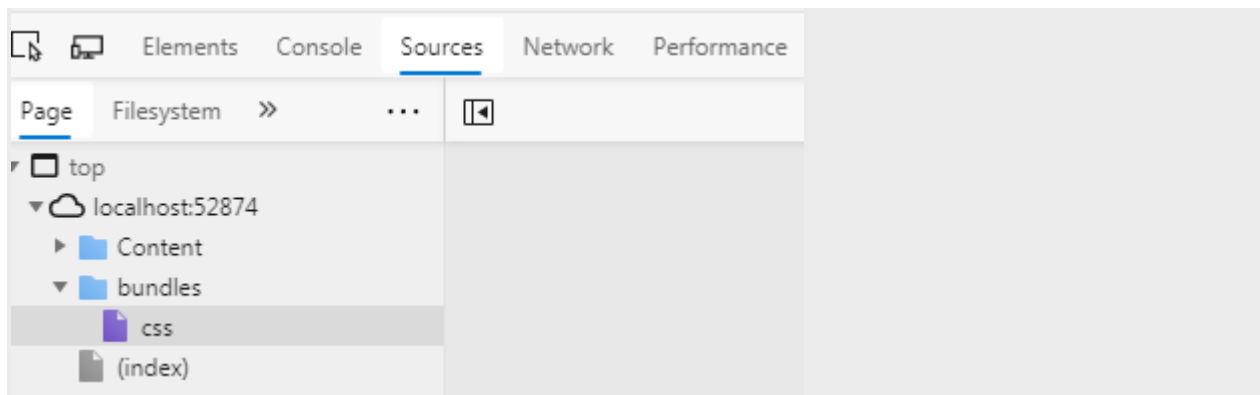 Elements Console Sources Network Performance
Page Filesystem » ...
top
localhost:52874
Content
bundles
css
(index)